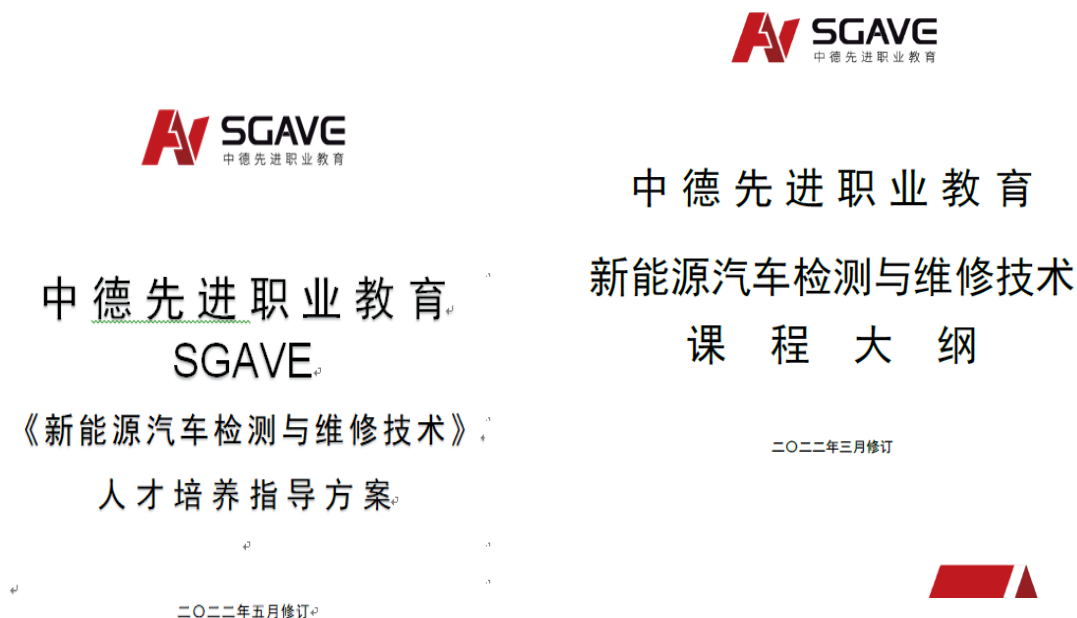 SGAVE
中德先进职业教育
中德先进职业教育
SGAVE
《新能源汽车检测与维修技术》
人才培养指导方案
二〇二二年五月修订
SGAVE
中德先进职业教育
中德先进职业教育
新能源汽车检测与维修技术
课程大纲
二〇二二年三月修订